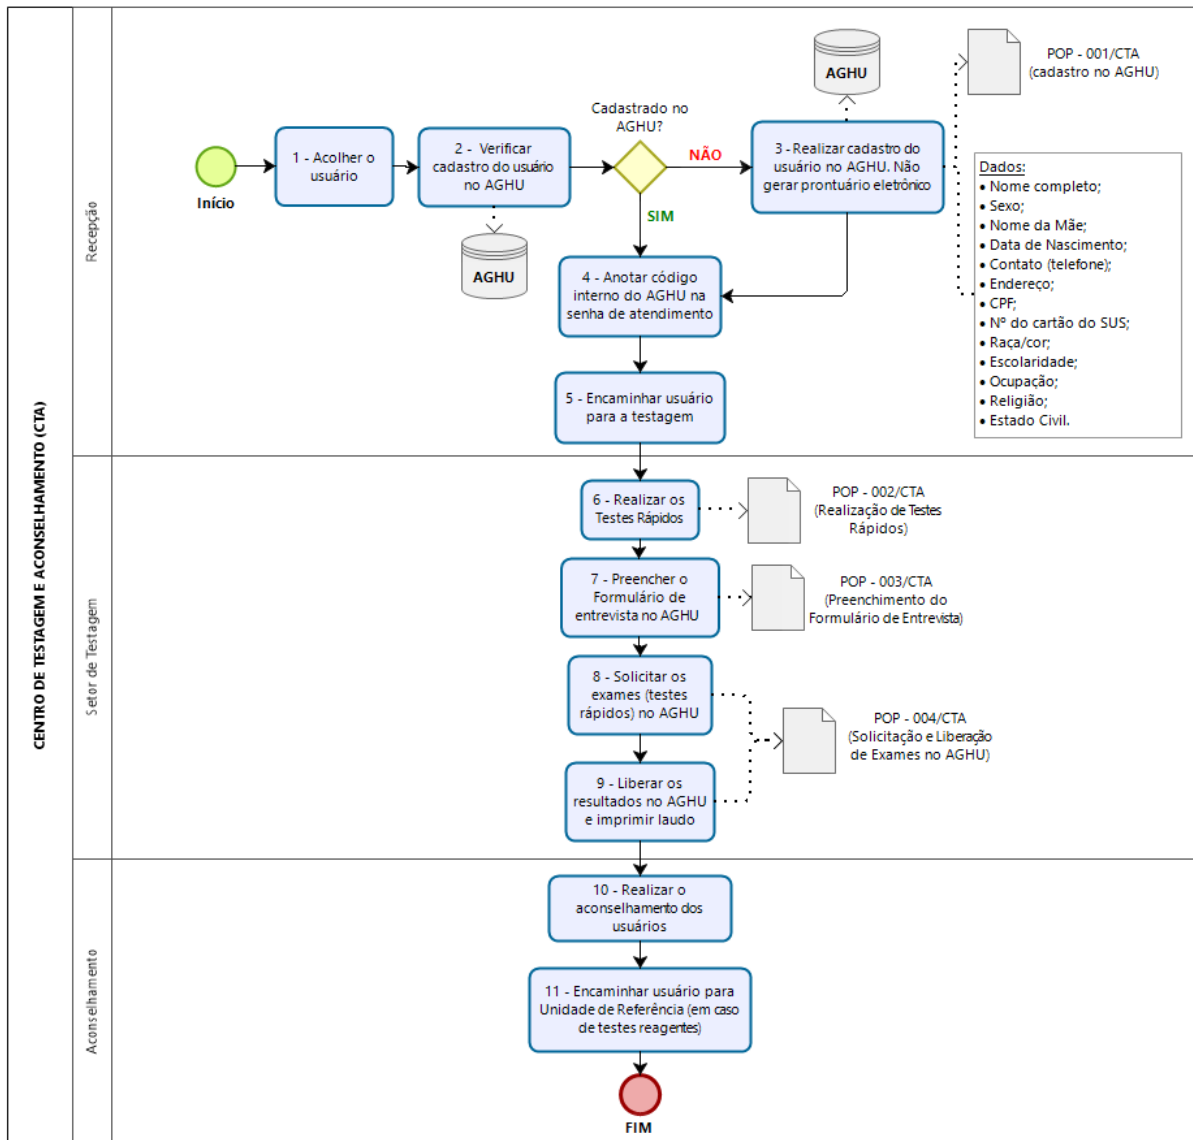 CENTRO DE TESTAGEM E ACONSELHAMENTO (CTA)
Recepção
Início
1 - Acolher o
usuário
2 - Verificar
cadastro do usuário
no AGHU
AGHU
Cadastrado no
AGHU?
NÃO
SIM
AGHU
3 - Realizar cadastro do
usuário no AGHU. Não
gerar prontuário eletrônico
POP - 001/CTA
(cadastro no AGHU)
Dados:
• Nome completo;
• Sexo;
• Nome da Mãe;
• Data de Nascimento;
• Contato (telefone);
• Endereço;
• CPF;
• Nº do cartão do SUS;
• Raça/cor;
• Escolaridade;
• Ocupação;
• Religião;
• Estado Civil.
4 - Anotar código
interno do AGHU na
senha de atendimento
5 - Encaminhar usuário
para a testagem
Setor de Testagem
6 - Realizar os
Testes Rápidos
POP - 002/CTA
(Realização de Testes
Rápidos)
7 - Preencher o
Formulário de
entrevista no AGHU
POP - 003/CTA
(Preenchimento do
Formulário de Entrevista)
8 - Solicitar os
exames (testes
rápidos) no AGHU
POP - 004/CTA
(Solicitação e Liberação
de Exames no AGHU)
9 - Liberar os
resultados no AGHU
e imprimir laudo
Aconselhamento
10 - Realizar o
aconselhamento dos
usuários
11 - Encaminhar usuário para
Unidade de Referência (em caso
de testes reagentes)
FIM